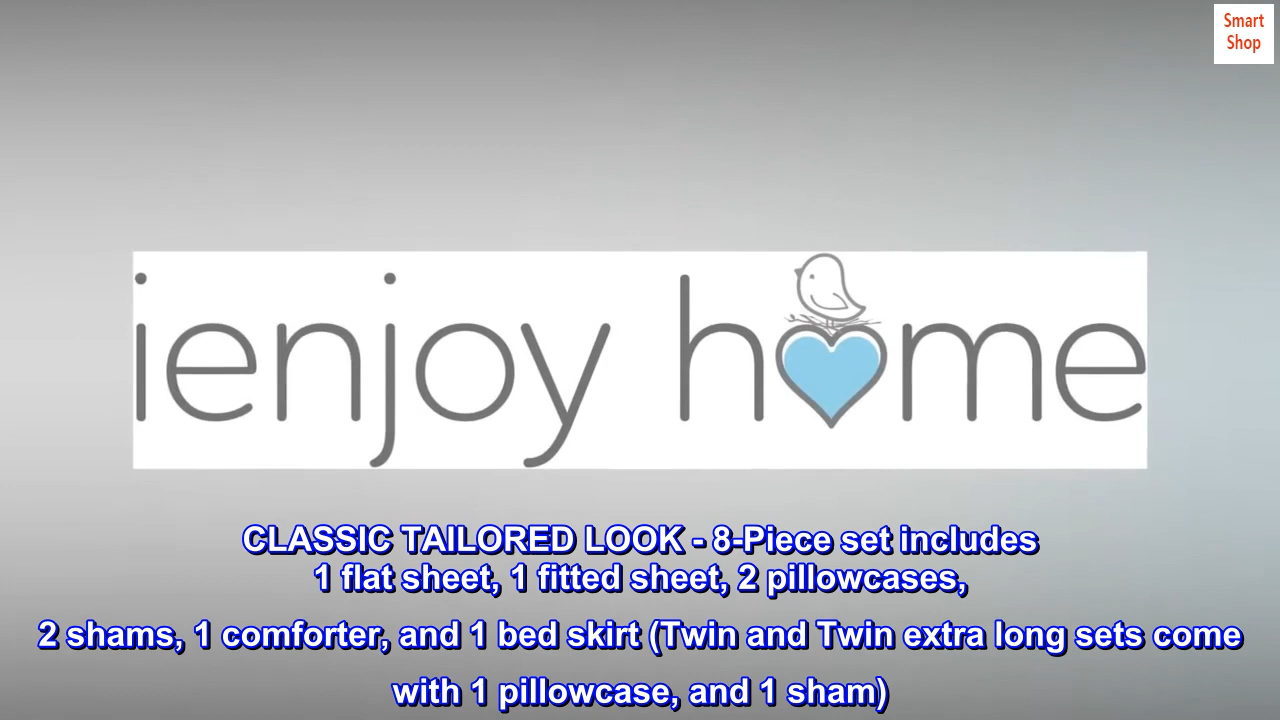 Smart
Shop
ienjoy home
CLASSIC TAILORED LOOK - 8-Piece set includes
1 flat sheet, 1 fitted sheet, 2 pillowcases,
2 shams, 1 comforter, and 1 bed skirt (Twin and Twin extra long sets come
with 1 pillowcase, and 1 sham)